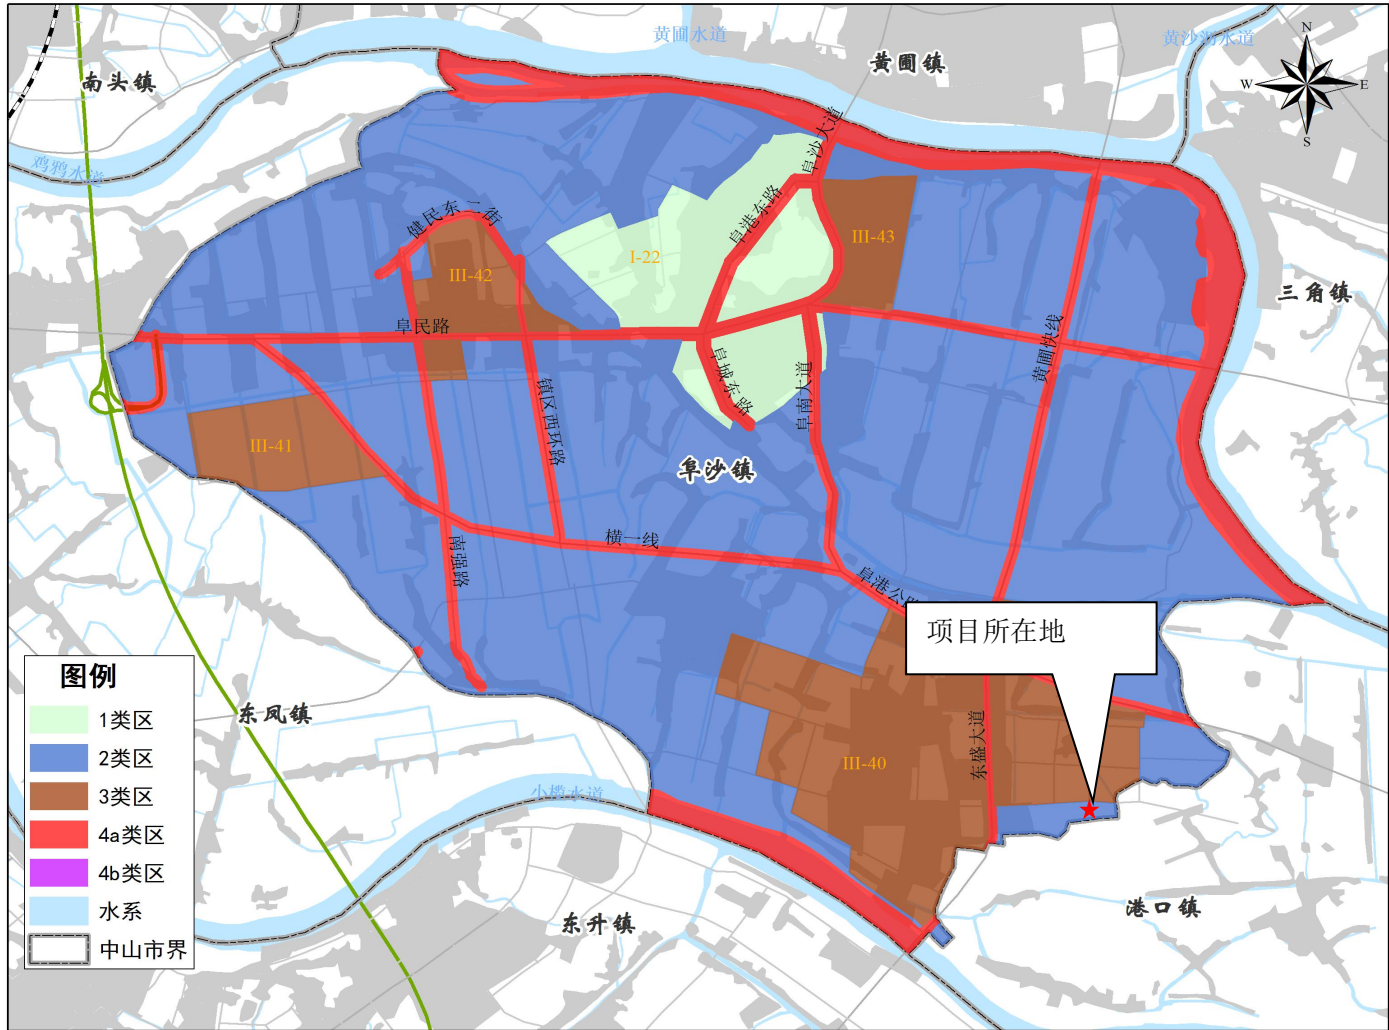 黄圃水道
黄沙沥水道
黄圃镇
南头镇
N
W
E
S
鸡鸦水道
阜沙大道
健民东二街
阜港东路
I-22
III-43
III-42
三角镇
阜民路
黄圃快线
阜城东路
阜南大道
镇区西环路
III-41
阜沙镇
横一线
南强路
阜港公路
项目所在地
图例
1类区
2类区
3类区
4a类区
4b类区
水系
中山市界
东凤镇
东盛大道
III-40
小榄水道
港口镇
东升镇